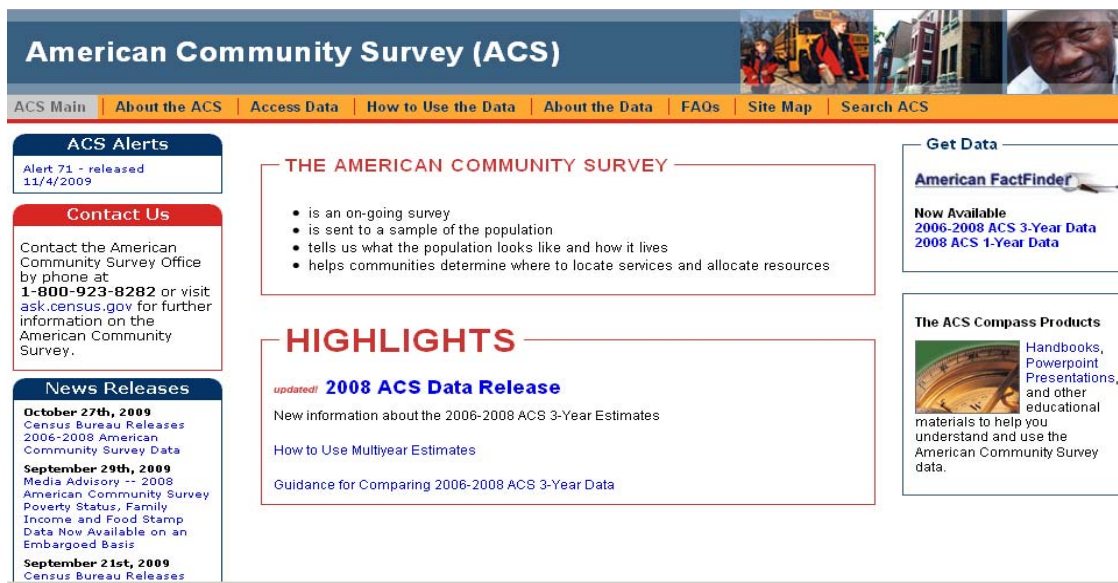 American Community Survey (ACS)
ACS Main | About the ACS | Access Data | How to Use the Data | About the Data | FAQs | Site Map | Search ACS
ACS Alerts
Alert 71 - released
11/4/2009
Contact Us
Contact the American
Community Survey Office
by phone at
1-800-923-8282 or visit
ask.census.gov for further
information on the
American Community
Survey.
News Releases
October 27th, 2009
Census Bureau Releases
2006-2008 American
Community Survey Data
September 29th, 2009
Media Advisory -- 2008
American Community Survey
Poverty Status, Family
Income and Food Stamp
Data Now Available on an
Embargoed Basis
September 21st, 2009
Census Bureau Releases
THE AMERICAN COMMUNITY SURVEY
• is an on-going survey
• is sent to a sample of the population
• tells us what the population looks like and how it lives
• helps communities determine where to locate services and allocate resources
HIGHLIGHTS
updated! 2008 ACS Data Release
New information about the 2006-2008 ACS 3-Year Estimates
How to Use Multiyear Estimates
Guidance for Comparing 2006-2008 ACS 3-Year Data
Get Data
American FactFinder
Now Available
2006-2008 ACS 3-Year Data
2008 ACS 1-Year Data
The ACS Compass Products
Handbooks,
Powerpoint
Presentations,
and other
educational
materials to help you
understand and use the
American Community Survey
data.